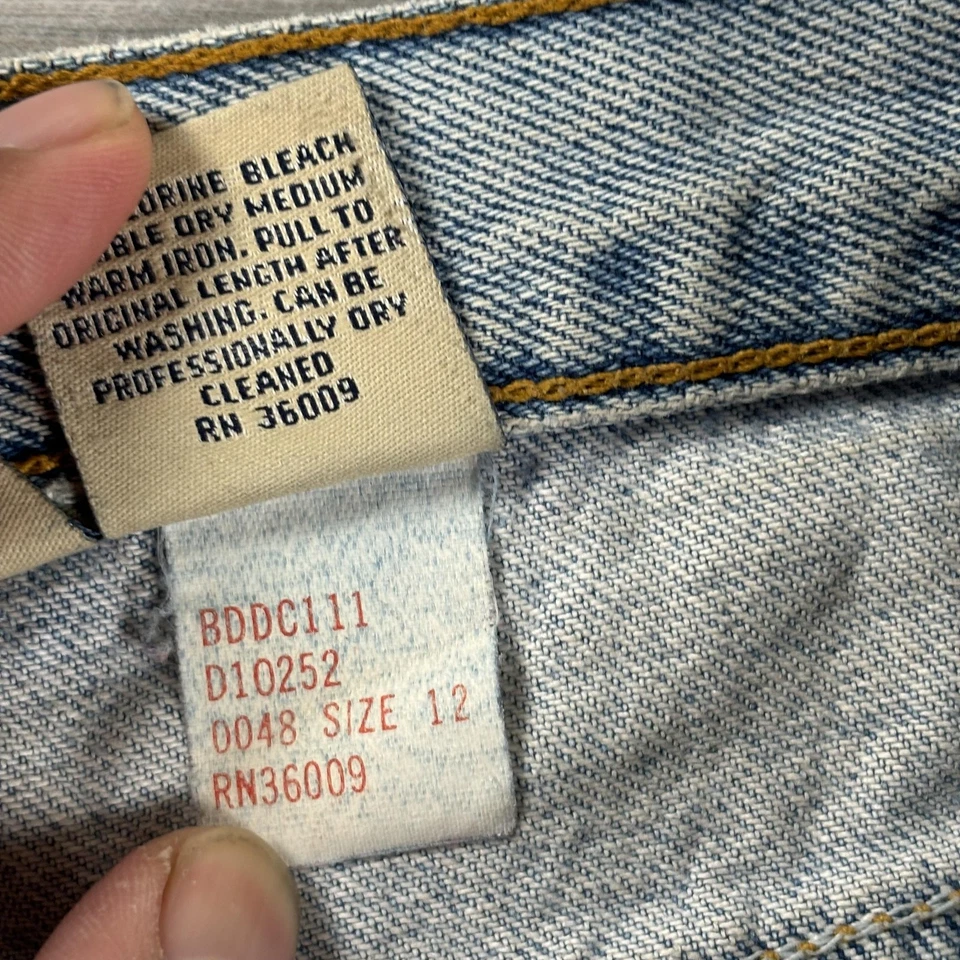 BLEACH
DRY MEDIUM
WARM IRON. PULL TO
ORIGINAL LENGTH AFTER
WASHING. CAN BE
PROFESSIONALLY DRY
CLEANED
RN 36009
BDDC111
D10252
0048 SIZE 12
RN36009